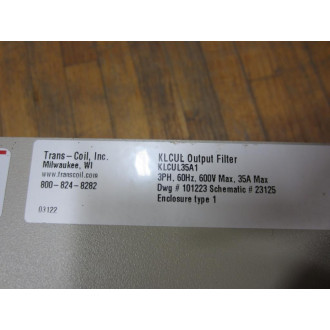 Trans-Coil, Inc.
Milwaukee, WI
www.transcoil.com
800-824-8282
01122
KLCUL Output Filter
KLCUL35A1
3PH, 60Hz, 600V Max, 35A Max
Dwg # 101223 Schematic # 23125
Enclosure type 1